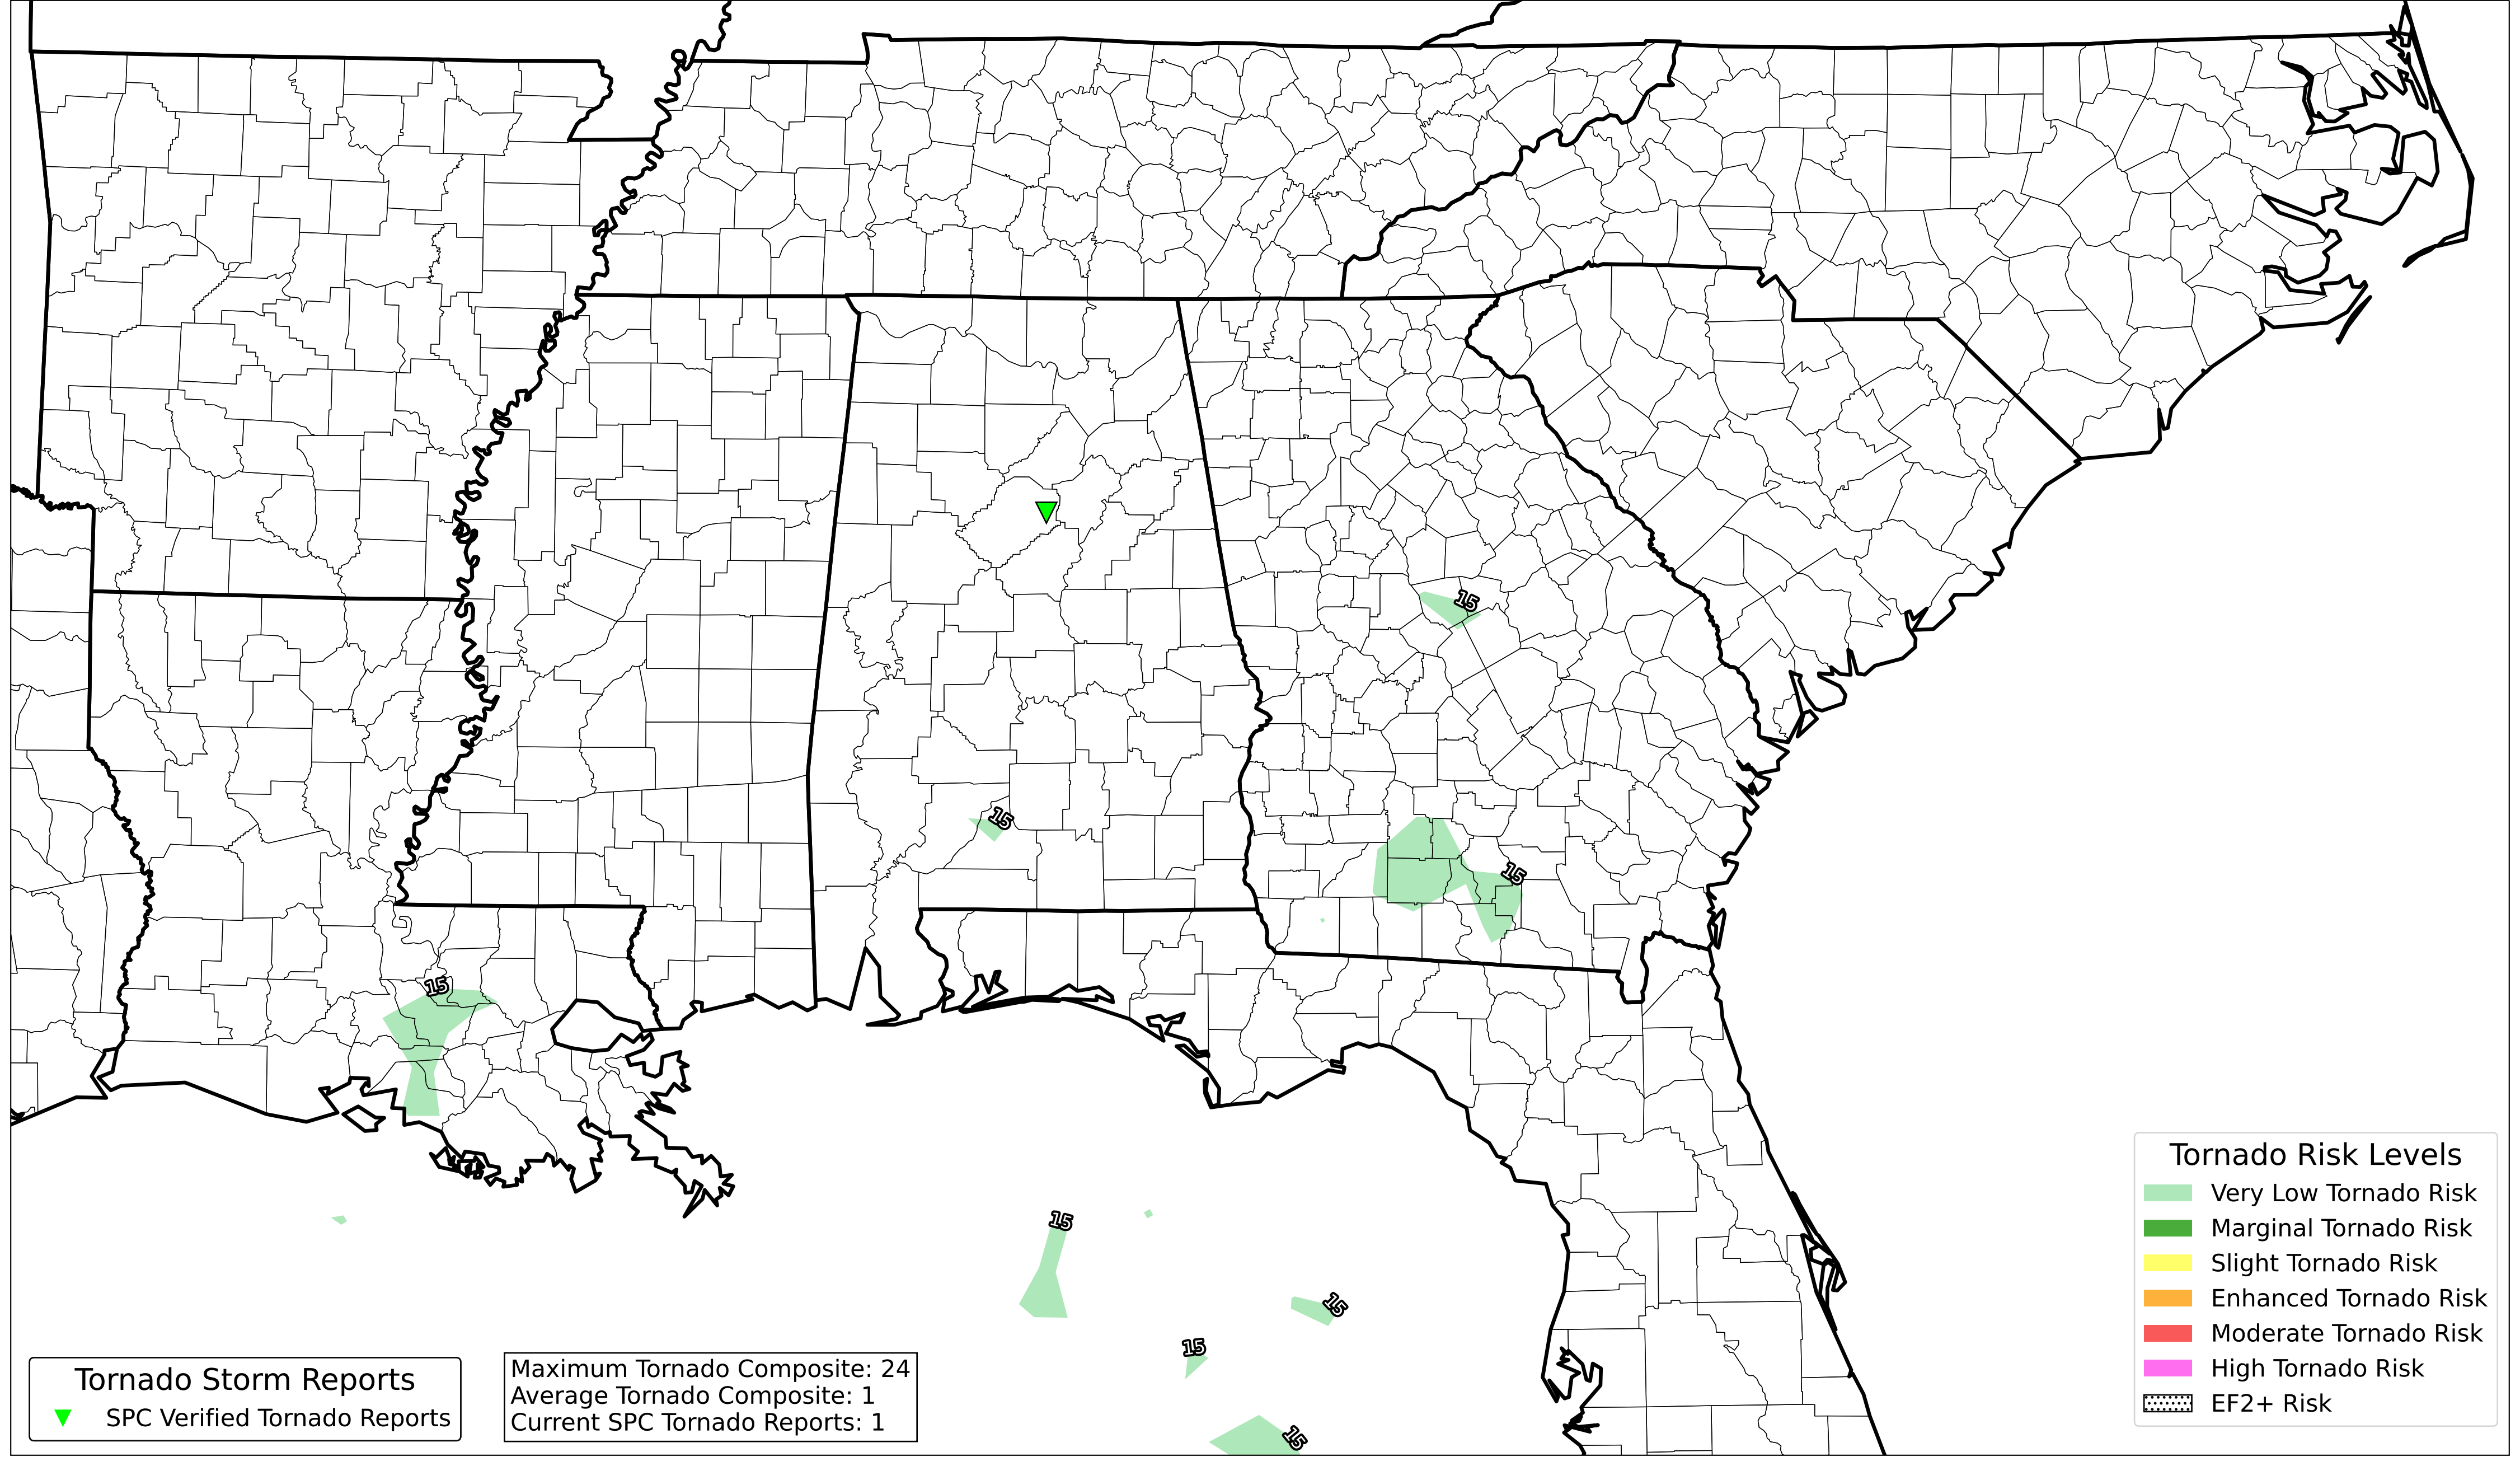 15
15
15
15
15
15
15
15
Tornado Storm Reports
SPC Verified Tornado Reports
Maximum Tornado Composite: 24
Average Tornado Composite: 1
Current SPC Tornado Reports: 1
Tornado Risk Levels
Very Low Tornado Risk
Marginal Tornado Risk
Slight Tornado Risk
Enhanced Tornado Risk
Moderate Tornado Risk
High Tornado Risk
EF2+ Risk